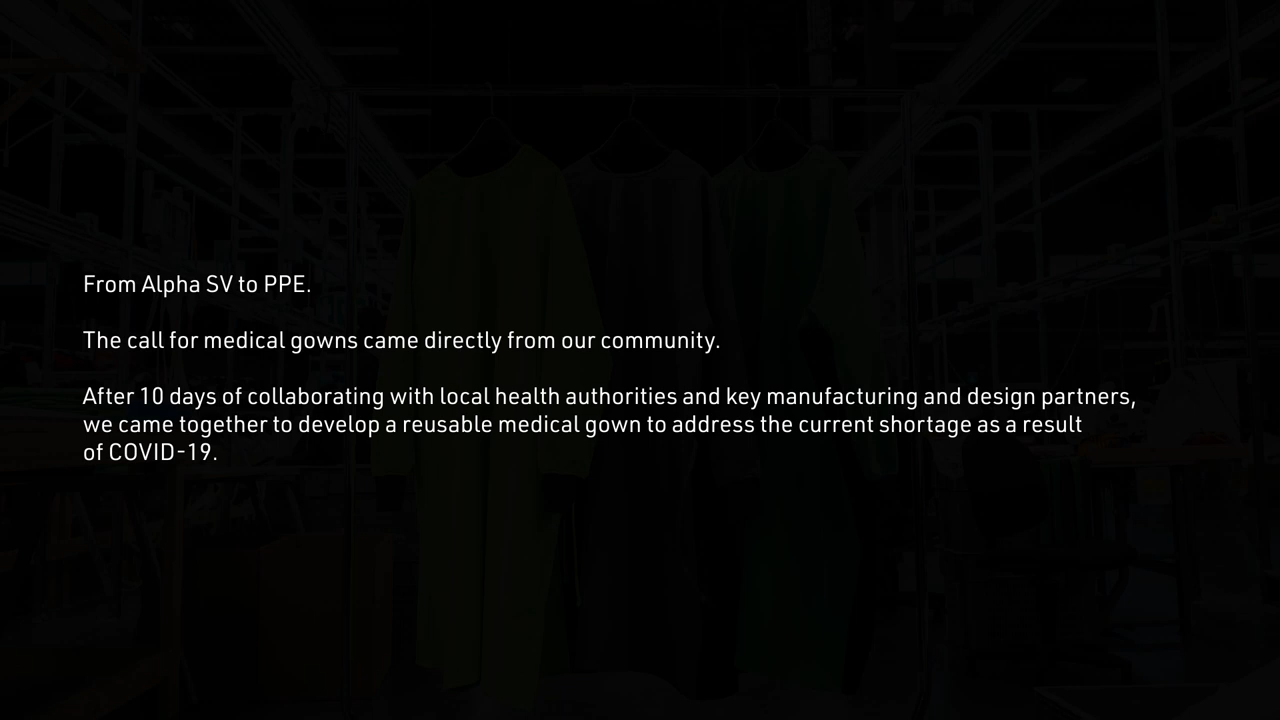 From Alpha SV to PPE.
The call for medical gowns came directly from our community.
After 10 days of collaborating with local health authorities and key manufacturing and design partners,
we came together to develop a reusable medical gown to address the current shortage as a result
of COVID-19.